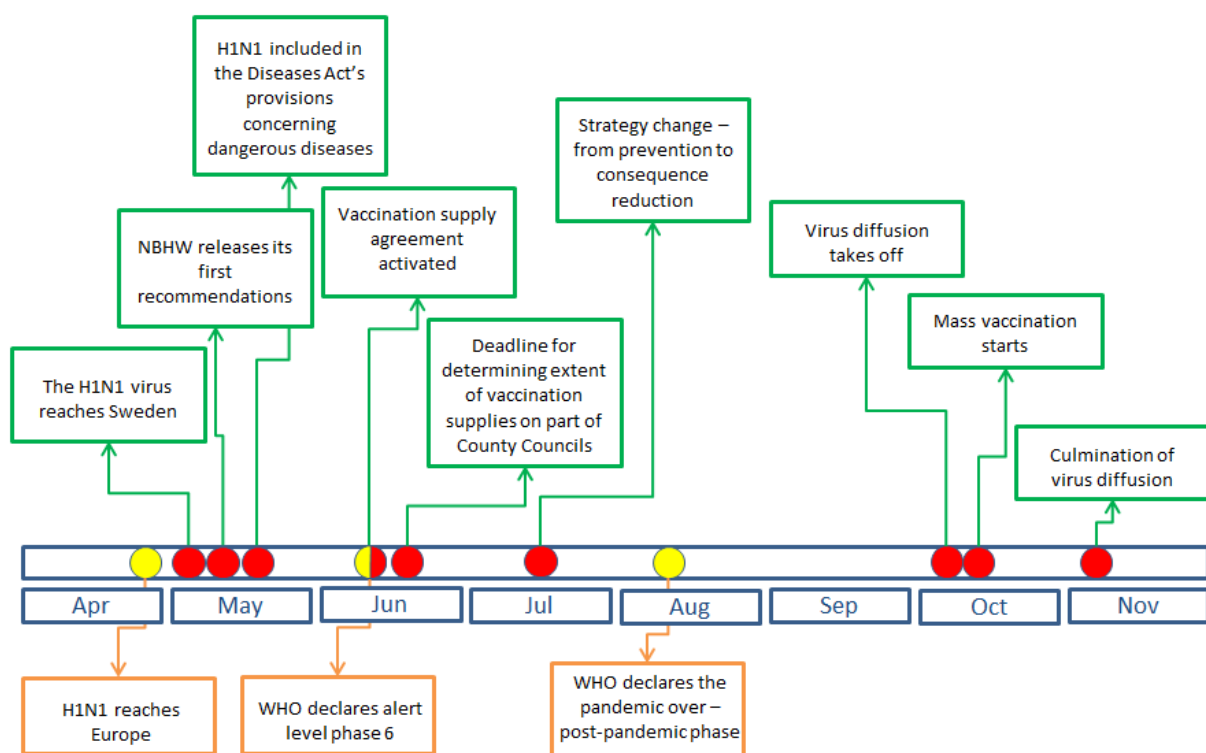 H1N1 included in
the Diseases Act's
provisions
concerning
dangerous diseases
Strategy change –
from prevention to
consequence
reduction
Vaccination supply
agreement
activated
NBHW releases its
first
recommendations
Virus diffusion
takes off
Mass vaccination
starts
Deadline for
determining extent
of vaccination
supplies on part of
County Councils
The H1N1 virus
reaches Sweden
Culmination of
virus diffusion
Apr
May
Jun
Jul
Aug
Sep
Oct
Nov
H1N1 reaches
Europe
WHO declares alert
level phase 6
WHO declares the
pandemic over –
post-pandemic phase